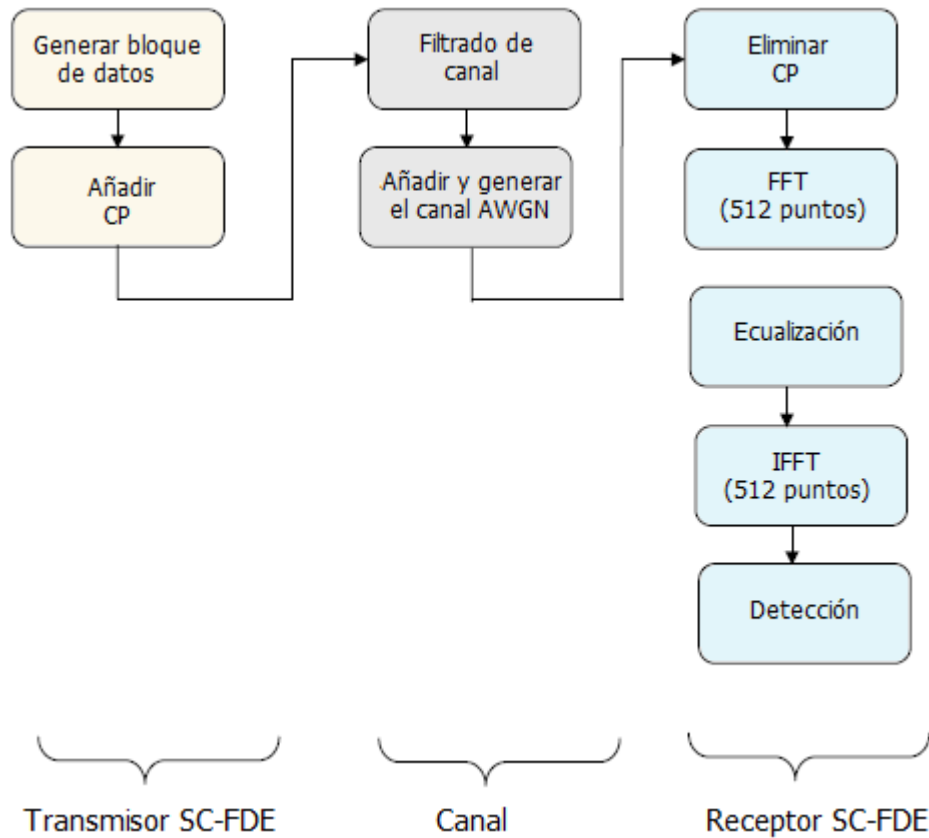 Generar bloque
de datos
Añadir
CP
Filtrado de
canal
Añadir y generar
el canal AWGN
Eliminar
CP
FFT
(512 puntos)
Ecualización
IFFT
(512 puntos)
Detección
Transmisor SC-FDE
Canal
Receptor SC-FDE